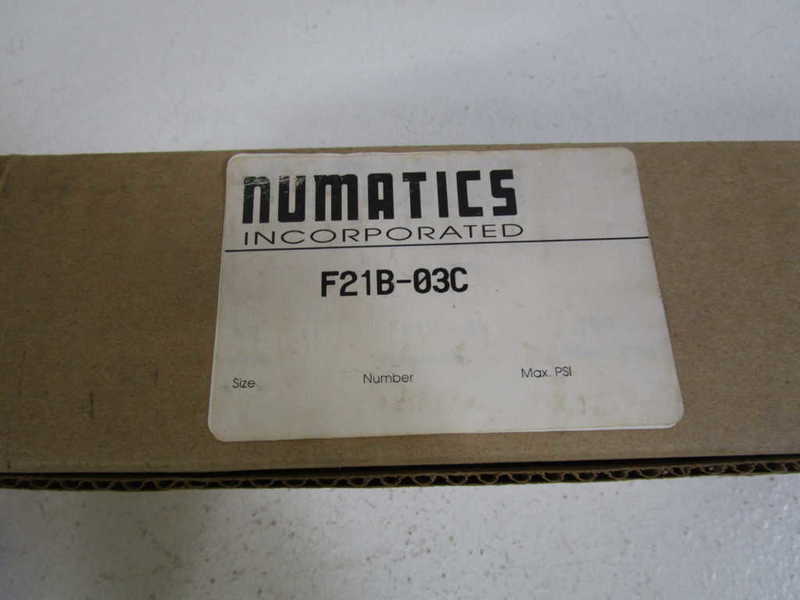 NUMATICS
INCORPORATED
F21B-03C
Size Number Max. PSI